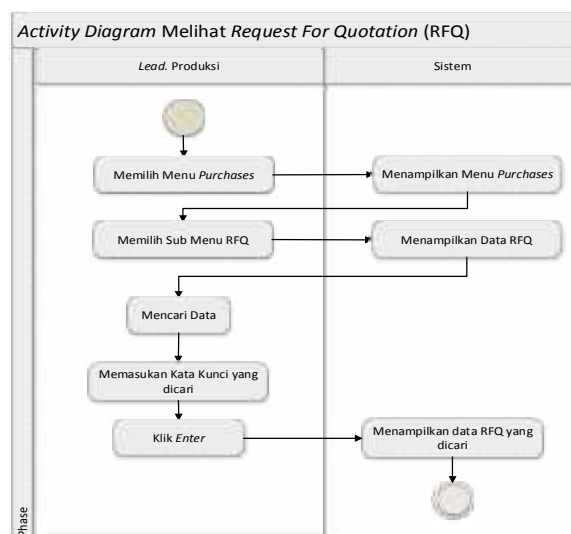 Activity Diagram Melihat Request For Quotation (RFQ)
Lead. Produksi
Sistem
Memilih Menu Purchases
Menampilkan Menu Purchases
Memilih Sub Menu RFQ
Menampilkan Data RFQ
Mencari Data
Memasukan Kata Kunci yang
dicari
Klik Enter
Menampilkan data RFQ yang
dicari
Phase